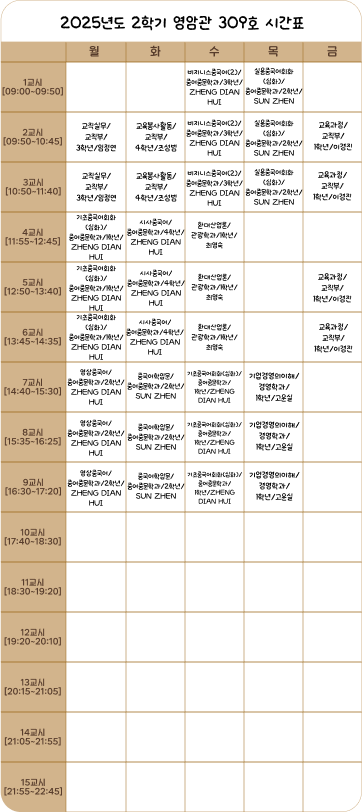 2025년도 2학기 영암관 309호 시간표
월 화 수 목 금
1교시
[09:00~09:50]
비지니스중국어(2)/
중어중문학과/3학년/
ZHENG DIAN
HUI
실용중국어회화
(심화)/
중어중문학과/2학년/
SUN ZHEN
2교시
[09:50~10:45]
교직실무/
교직부/
3학년/임정연
교육봉사활동/
교직부/
4학년/조성범
비지니스중국어(2)/
중어중문학과/3학년/
ZHENG DIAN
HUI
실용중국어회화
(심화)/
중어중문학과/2학년/
SUN ZHEN
교육과정/
교직부/
1학년/이경진
3교시
[10:50~11:40]
교직실무/
교직부/
3학년/임정연
교육봉사활동/
교직부/
4학년/조성범
비지니스중국어(2)/
중어중문학과/3학년/
ZHENG DIAN
HUI
실용중국어회화
(심화)/
중어중문학과/2학년/
SUN ZHEN
교육과정/
교직부/
1학년/이경진
4교시
[11:55~12:45]
기초중국어회화
(심화)/
중어중문학과/1학년/
ZHENG DIAN
HUI
시사중국어/
중어중문학과/4학년/
ZHENG DIAN
HUI
환대산업론/
관광학과/1학년/
최영숙
5교시
[12:50~13:40]
기초중국어회화
(심화)/
중어중문학과/1학년/
ZHENG DIAN
HUI
시사중국어/
중어중문학과/4학년/
ZHENG DIAN
HUI
환대산업론/
관광학과/1학년/
최영숙
교육과정/
교직부/
1학년/이경진
6교시
[13:45~14:35]
기초중국어회화
(심화)/
중어중문학과/1학년/
ZHENG DIAN
HUI
시사중국어/
중어중문학과/4학년/
ZHENG DIAN
HUI
환대산업론/
관광학과/1학년/
최영숙
교육과정/
교직부/
1학년/이경진
7교시
[14:40~15:30]
영상중국어/
중어중문학과/2학년/
ZHENG DIAN
HUI
중국어학입문/
중어중문학과/2학년/
SUN ZHEN
기초중국어회화(심화)/
중어중문학과/
1학년/ZHENG
DIAN HUI
기업경영의이해/
경영학과/
1학년/고운실
8교시
[15:35~16:25]
영상중국어/
중어중문학과/2학년/
ZHENG DIAN
HUI
중국어학입문/
중어중문학과/2학년/
SUN ZHEN
기초중국어회화(심화)/
중어중문학과/
1학년/ZHENG
DIAN HUI
기업경영의이해/
경영학과/
1학년/고운실
9교시
[16:30~17:20]
영상중국어/
중어중문학과/2학년/
ZHENG DIAN
HUI
중국어학입문/
중어중문학과/2학년/
SUN ZHEN
기초중국어회화(심화)/
중어중문학과/
1학년/ZHENG
DIAN HUI
기업경영의이해/
경영학과/
1학년/고운실
10교시
[17:40~18:30]
11교시
[18:30~19:20]
12교시
[19:20~20:10]
13교시
[20:15~21:05]
14교시
[21:05~21:55]
15교시
[21:55~22:45]